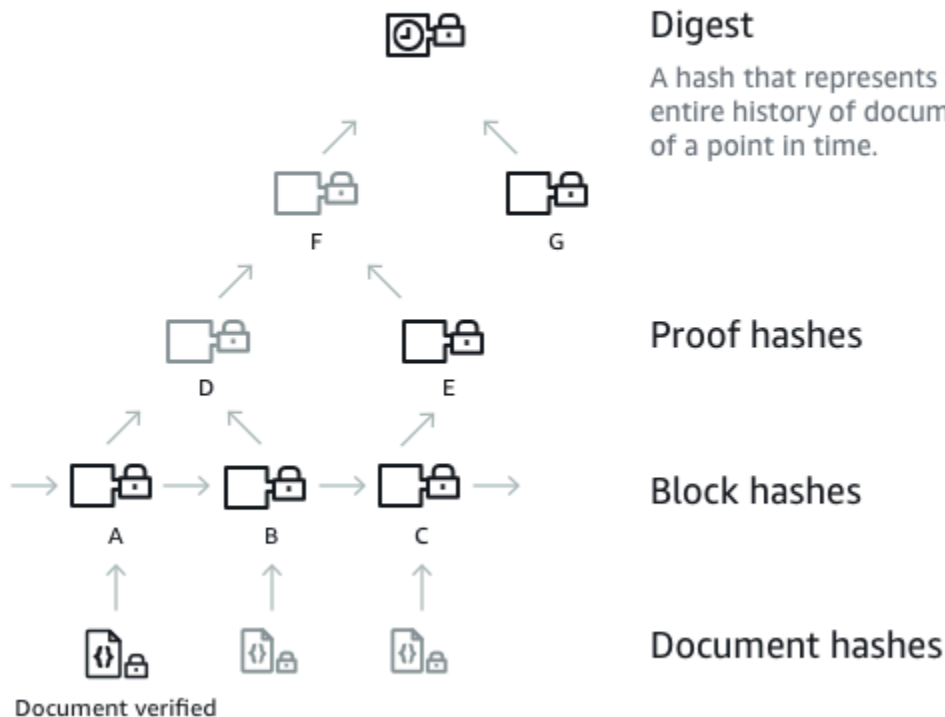 Digest
A hash that represents
entire history of docum
of a point in time.
F
G
Proof hashes
D
E
Block hashes
A
B
C
{}
{}
{}
Document hashes
Document verified